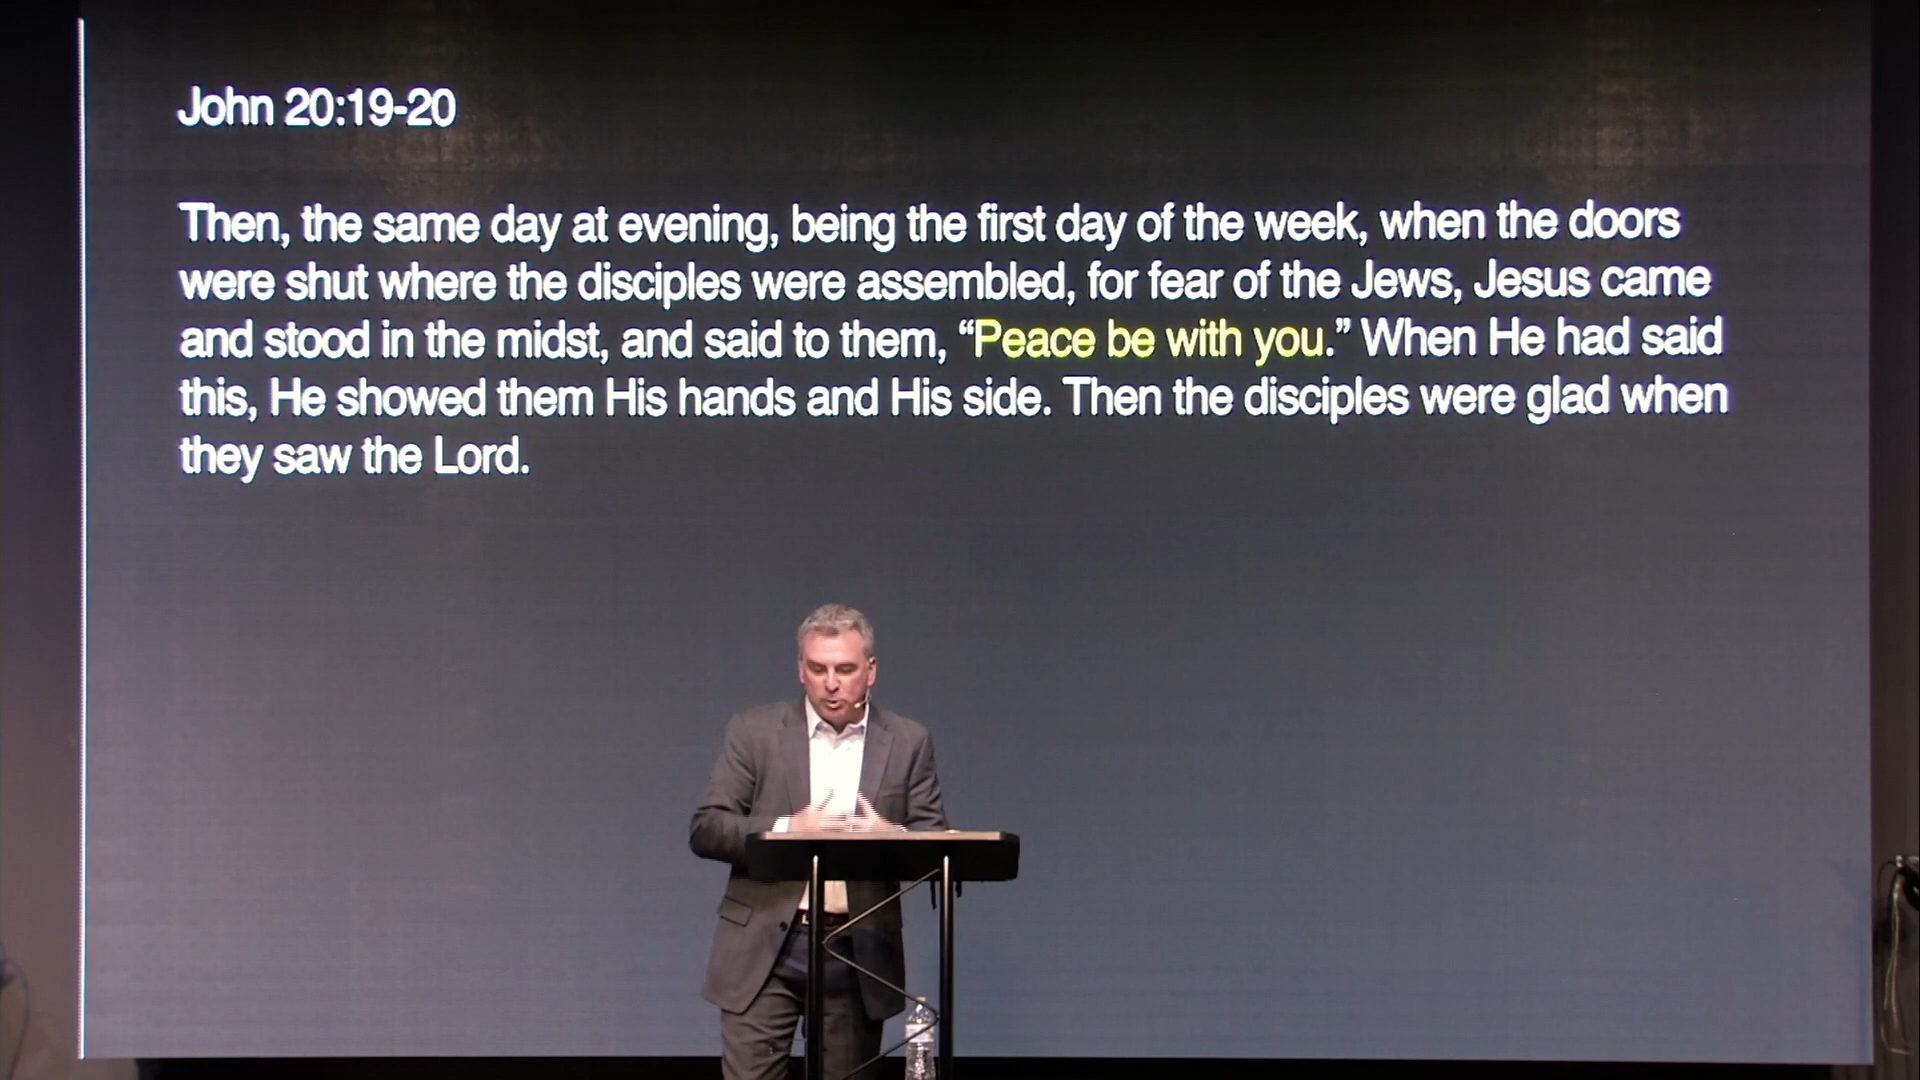 John 20:19-20
Then, the same day at evening, being the first day of the week, when the doors
were shut where the disciples were assembled, for fear of the Jews, Jesus came
and stood in the midst, and said to them, “Peace be with you.” When He had said
this, He showed them His hands and His side. Then the disciples were glad when
they saw the Lord.